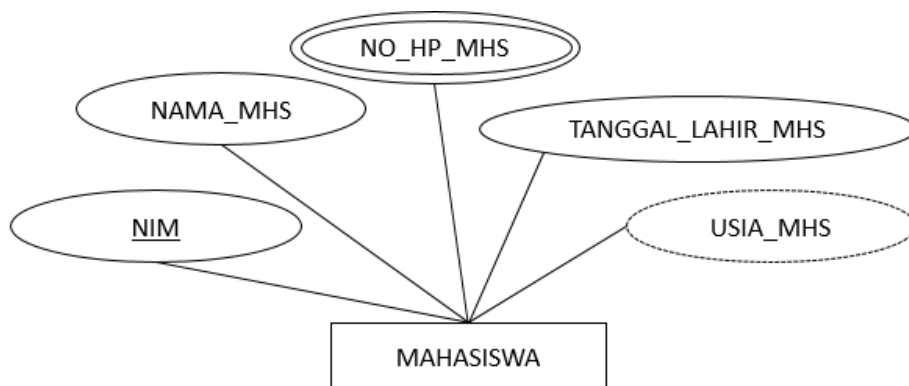 NO_HP_MHS
NAMA_MHS
TANGGAL_LAHIR_MHS
NIM
USIA_MHS
MAHASISWA